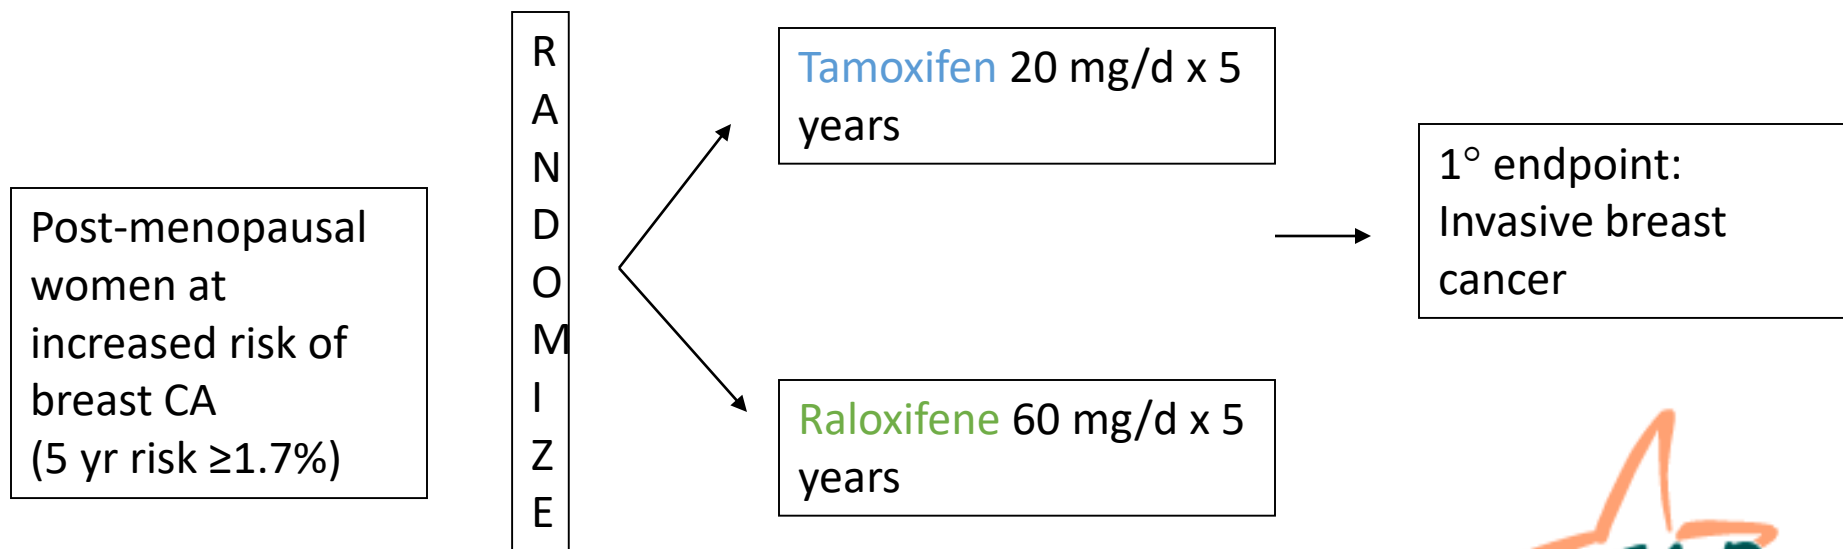 Post-menopausal
women at
increased risk of
breast CA
(5 yr risk ≥1.7%)
R
A
N
D
O
M
I
Z
E
Tamoxifen 20 mg/d x 5
years
Raloxifene 60 mg/d x 5
years
1° endpoint:
Invasive breast
cancer